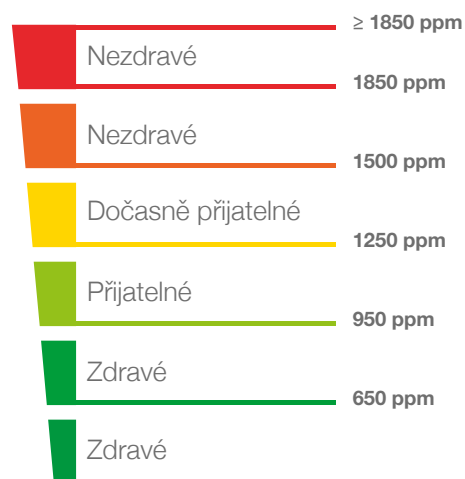 ≥ 1850 ppm
Nezdravé
1850 ppm
Nezdravé
1500 ppm
Dočasně přijatelné
1250 ppm
Přijatelné
950 ppm
Zdravé
650 ppm
Zdravé